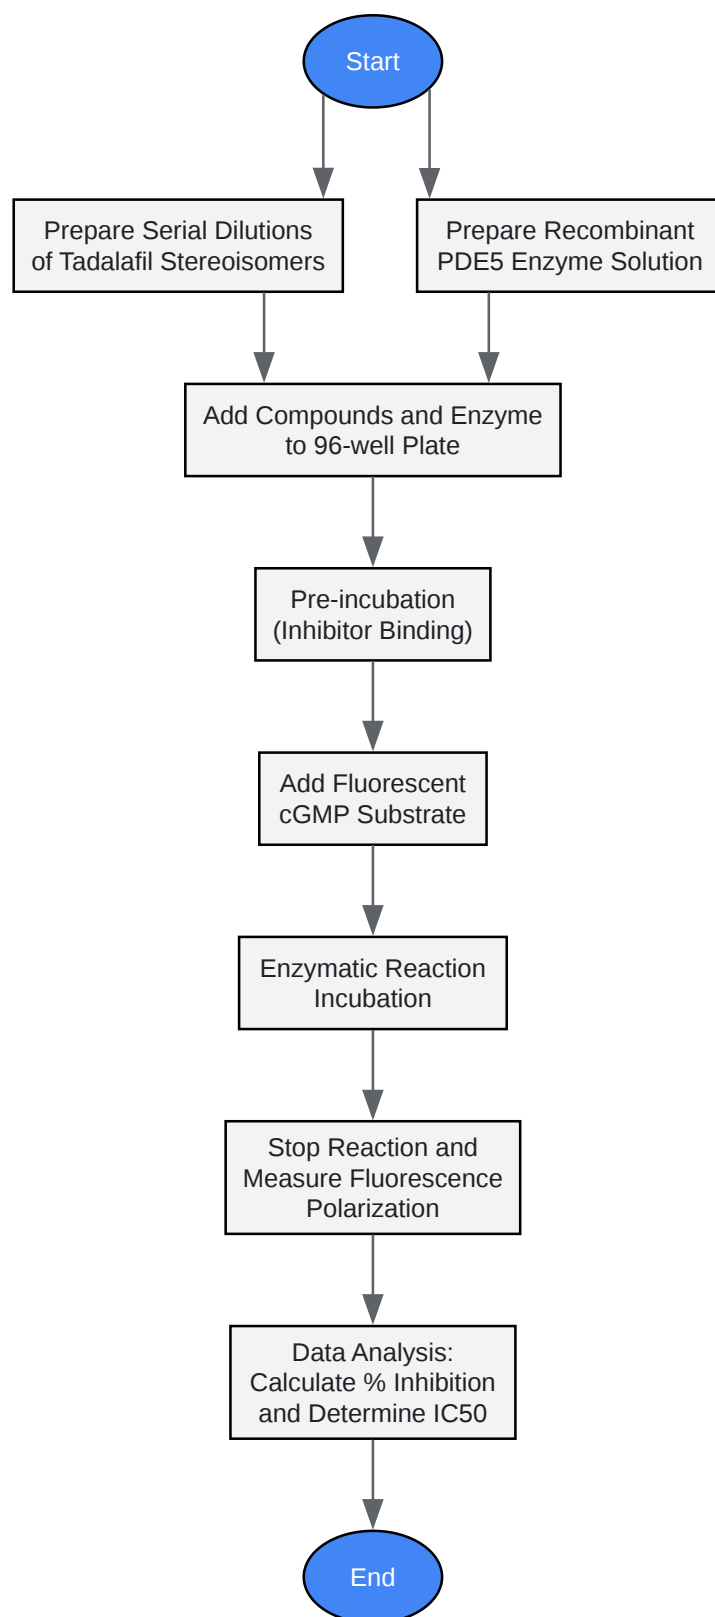 Start
Prepare Serial Dilutions
of Tadalafil Stereoisomers
Prepare Recombinant
PDE5 Enzyme Solution
Add Compounds and Enzyme
to 96-well Plate
Pre-incubation
(Inhibitor Binding)
Add Fluorescent
cGMP Substrate
Enzymatic Reaction
Incubation
Stop Reaction and
Measure Fluorescence
Polarization
Data Analysis:
Calculate % Inhibition
and Determine IC50
End